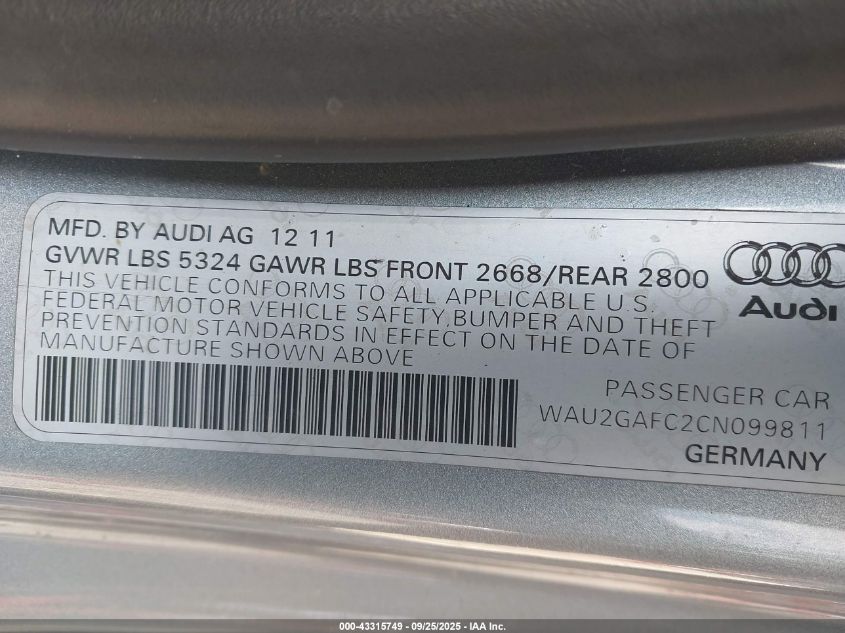 MFD. BY AUDI AG 12 11
GVWR LBS 5324 GAWR LBS FRONT 2668/REAR 2800
THIS VEHICLE CONFORMS TO ALL APPLICABLE U.S.
FEDERAL MOTOR VEHICLE SAFETY,BUMPER AND THEFT
PREVENTION STANDARDS IN EFFECT ON THE DATE OF
MANUFACTURE SHOWN ABOVE
Audi
PASSENGER CAR
WAU2GAFC2CN099811
GERMANY
000-43315749 - 09/25/2025 - IAA Inc.